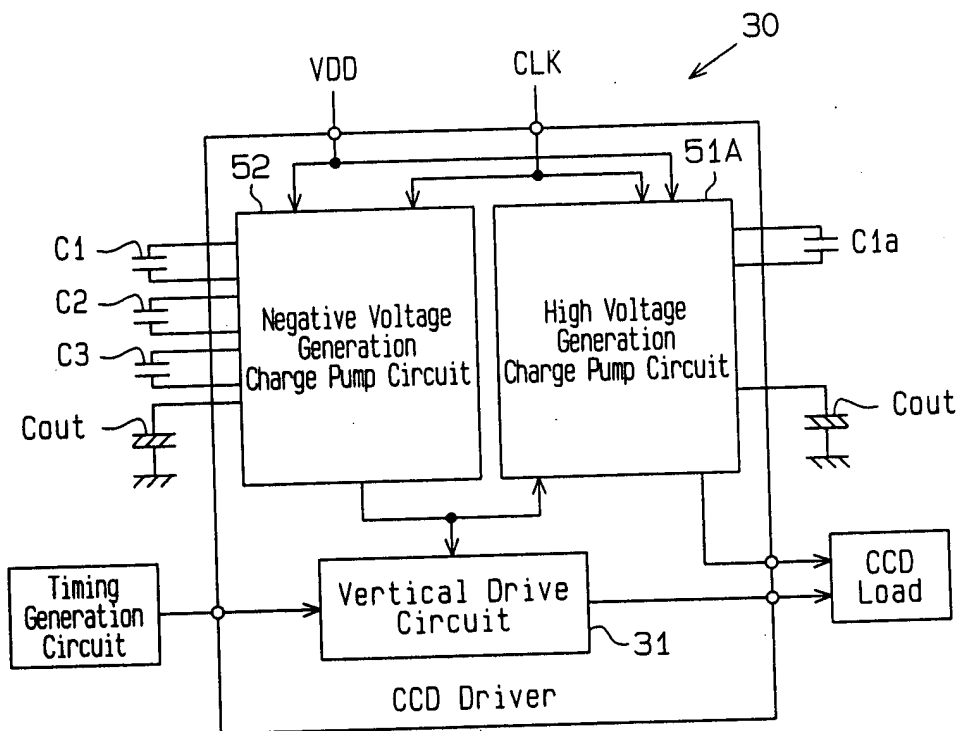 30
VDD
CLK
52
51A
C1
C2
C3
Cout
Negative Voltage
Generation
Charge Pump Circuit
High Voltage
Generation
Charge Pump Circuit
C1a
Cout
Timing
Generation
Circuit
Vertical Drive
Circuit
31
CCD
Load
CCD Driver